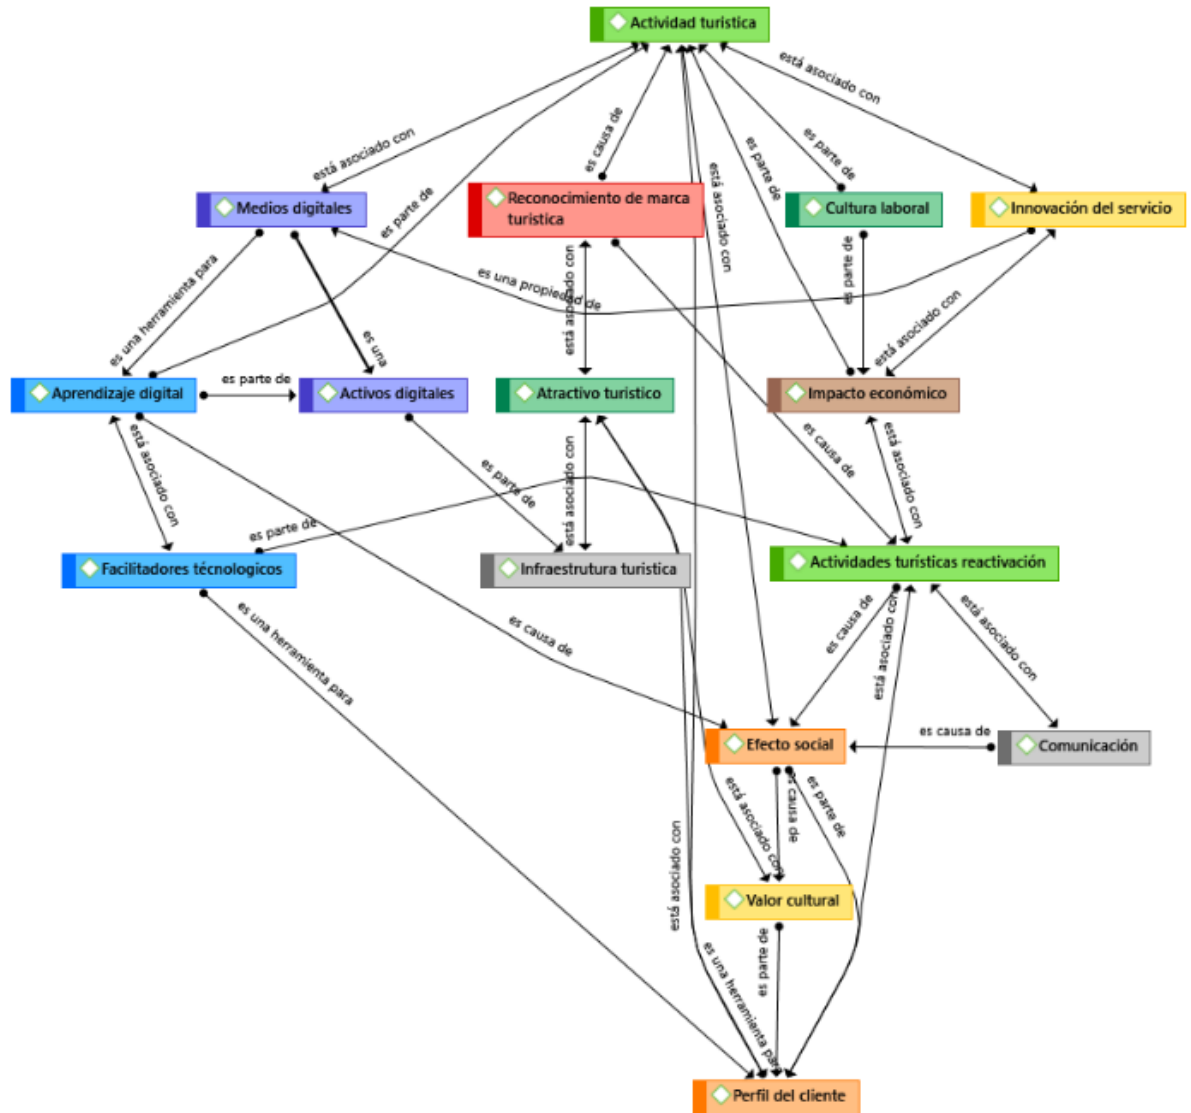 Actividad turistica
está asociado con
está asociado con
es causa de
es parte de
es parte de
está asociado con
es parte de
Medios digitales
Reconocimiento de marca
turistica
Cultura laboral
Innovación del servicio
es una herramienta para
es una
es una propiedad de
está asociado con
es parte de
está asociado con
Aprendizaje digital
es parte de
Activos digitales
Atractivo turistico
Impacto económico
está asociado con
es parte de
está asociado con
es causa de
está asociado con
es parte de
Facilitadores técnologicos
Infraestrutura turistica
Actividades turísticas reactivación
es una herramienta para
es causa de
es causa de
está asociado con
está asociado con
Efecto social
es causa de
Comunicación
está asociado con
es causa de
es parte de
está asociado con
Valor cultural
es una herramienta para
es parte de
Perfil del cliente